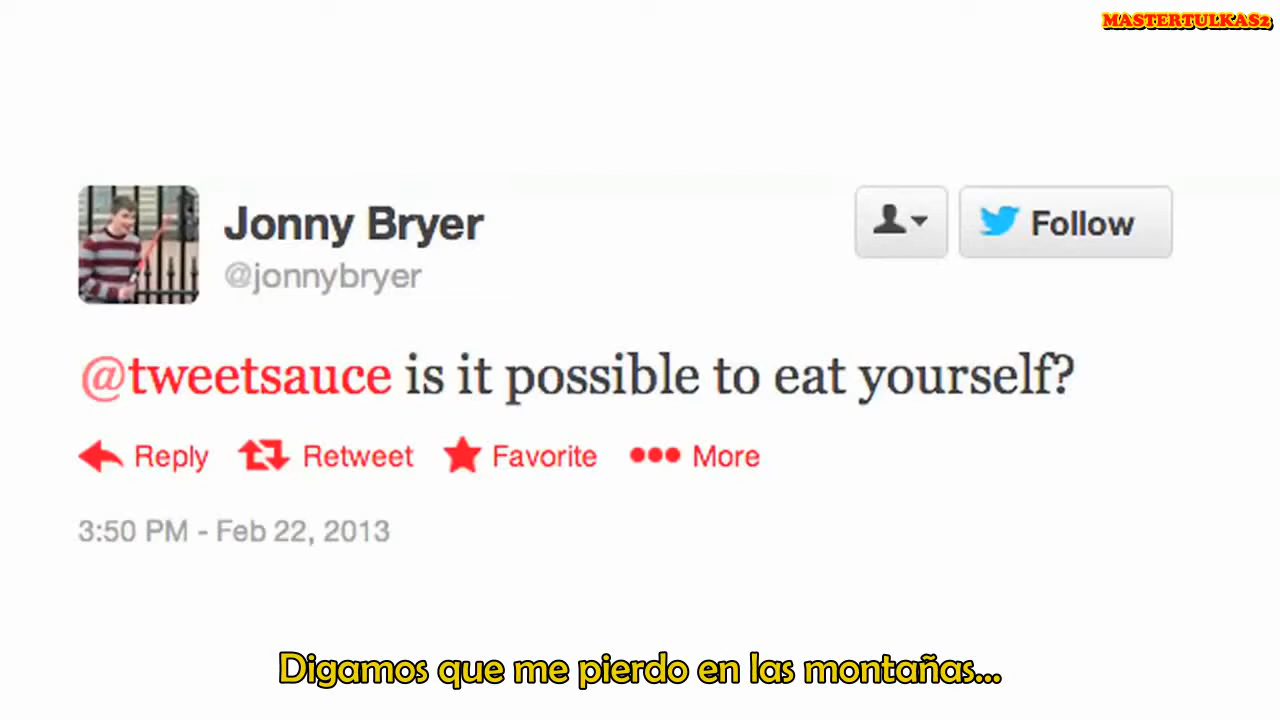 MASTERTULKAS2
Jonny Bryer
@jonnybryer
Follow
@tweetsauce is it possible to eat yourself?
Reply Retweet Favorite More
3:50 PM - Feb 22, 2013
Digamos que me pierdo en las montañas...